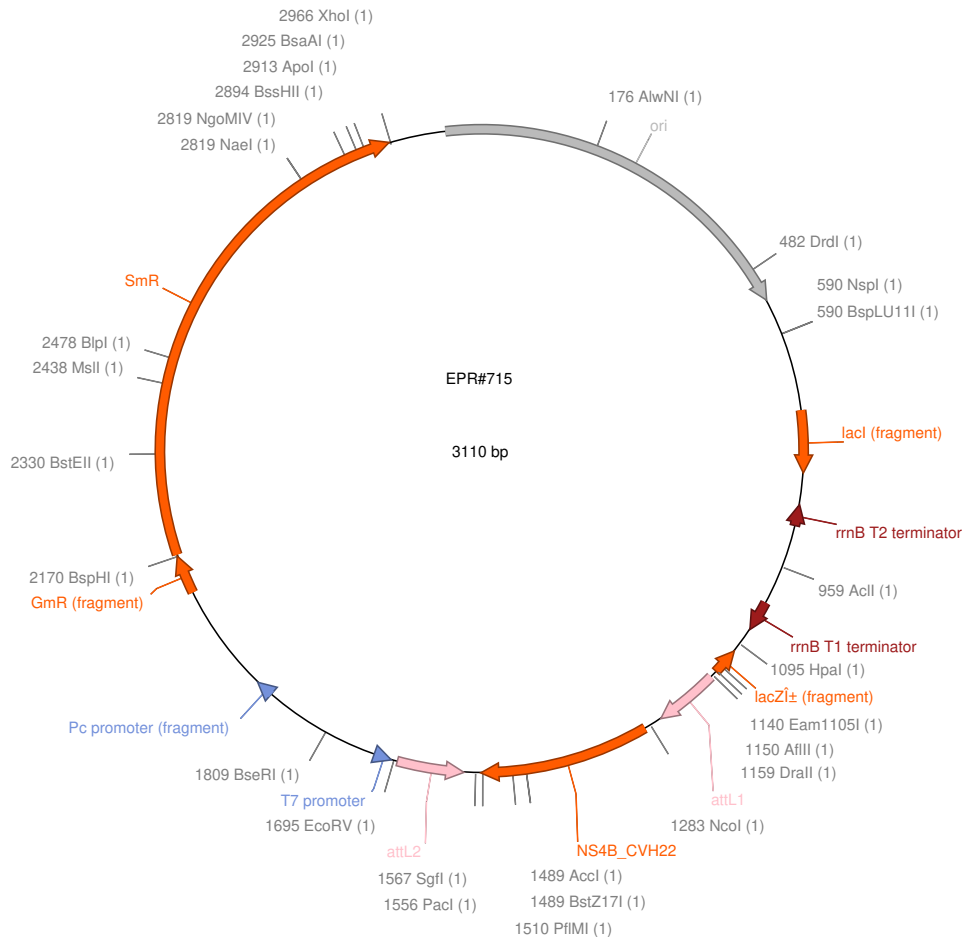 2966 XhoI (1)
2925 BsaAI (1)
2913 ApoI (1)
2894 BssHII (1)
2819 NgoMIV (1)
2819 NaeI (1)
176 AlwNI (1)
ori
482 DrdI (1)
590 NspI (1)
590 BspLU11I (1)
SmR
2478 BlpI (1)
2438 MslI (1)
EPR#715
3110 bp
lacI (fragment)
2330 BstEII (1)
rrnB T2 terminator
2170 BspHI (1)
GmR (fragment)
959 AclI (1)
rrnB T1 terminator
1095 HpaI (1)
lacZÎ± (fragment)
Pc promoter (fragment)
1140 Eam1105I (1)
1150 AflII (1)
1159 DraII (1)
1809 BseRI (1)
T7 promoter
attL1
1695 EcoRV (1)
1283 NcoI (1)
attL2
NS4B_CVH22
1567 SgfI (1)
1489 AccI (1)
1556 PacI (1)
1489 BstZ17I (1)
1510 PflMI (1)